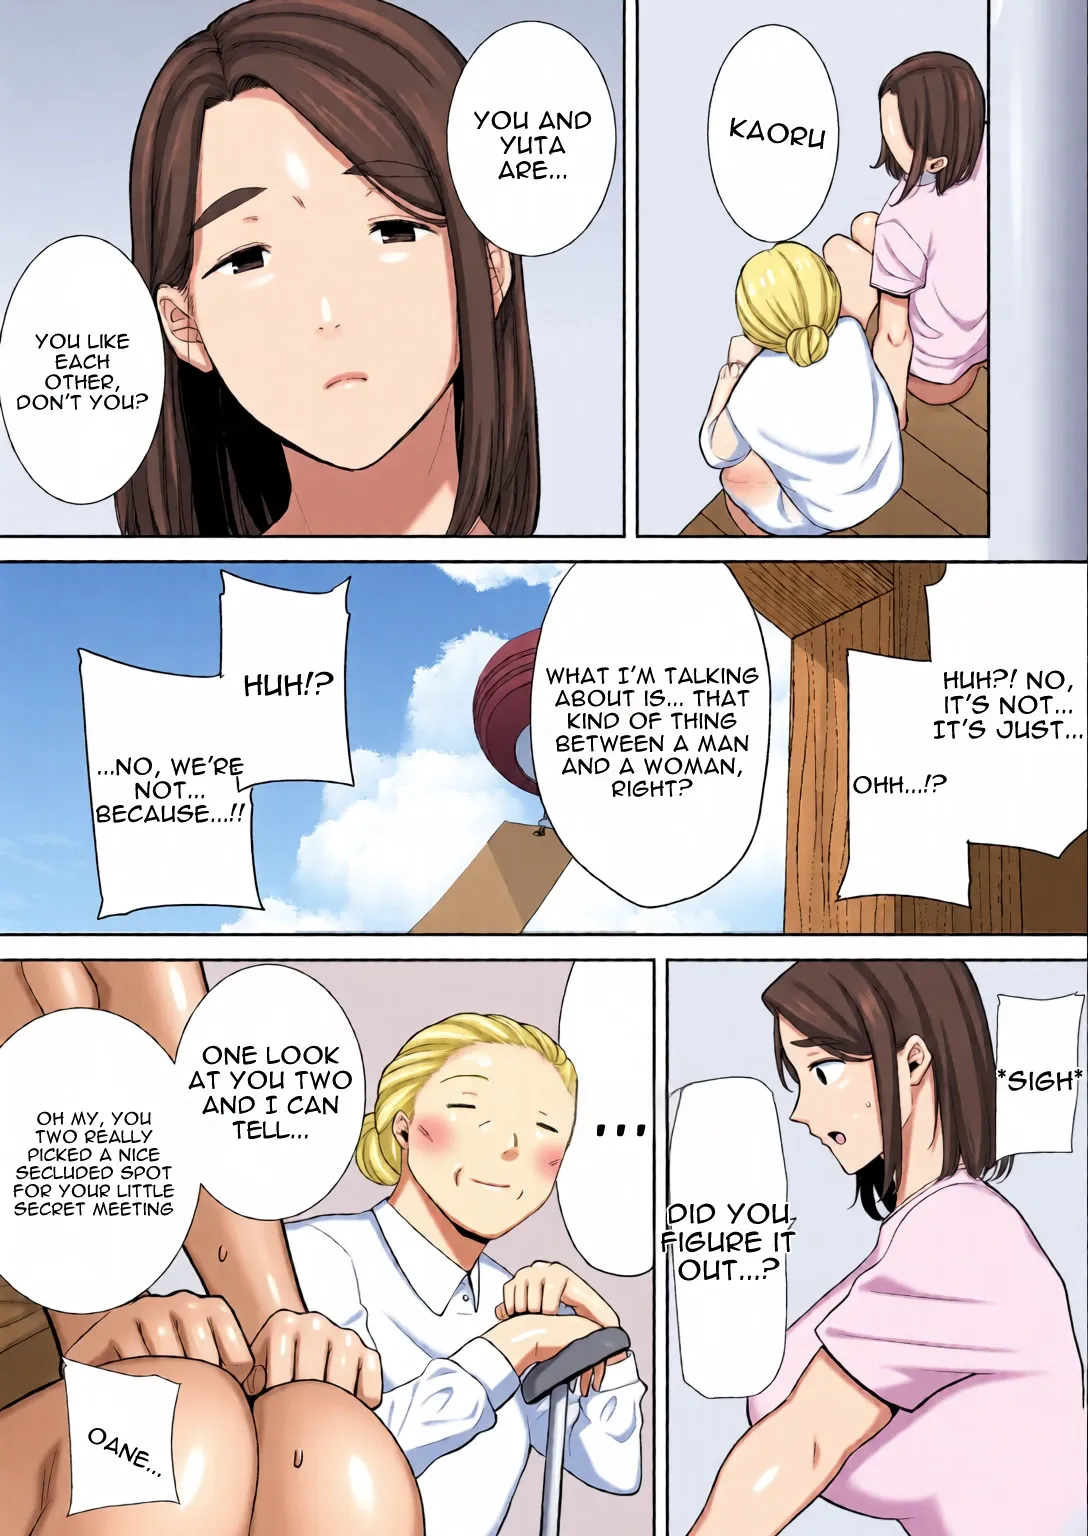 KAORU
YOU AND
YUTA
ARE...
YOU LIKE
EACH
OTHER,
DON'T YOU?
HUH?! NO,
IT'S NOT...
IT'S JUST...
OHH...!?
WHAT I'M TALKING
ABOUT IS... THAT
KIND OF THING
BETWEEN A MAN
AND A WOMAN,
RIGHT?
HUH!?
...NO, WE'RE
NOT...
BECAUSE...!!
*SIGH*
DID YOU
FIGURE IT
OUT...?
...
ONE LOOK
AT YOU TWO
AND I CAN
TELL...
OH MY, YOU
TWO REALLY
PICKED A NICE
SECLUDED SPOT
FOR YOUR LITTLE
SECRET MEETING
OANE...